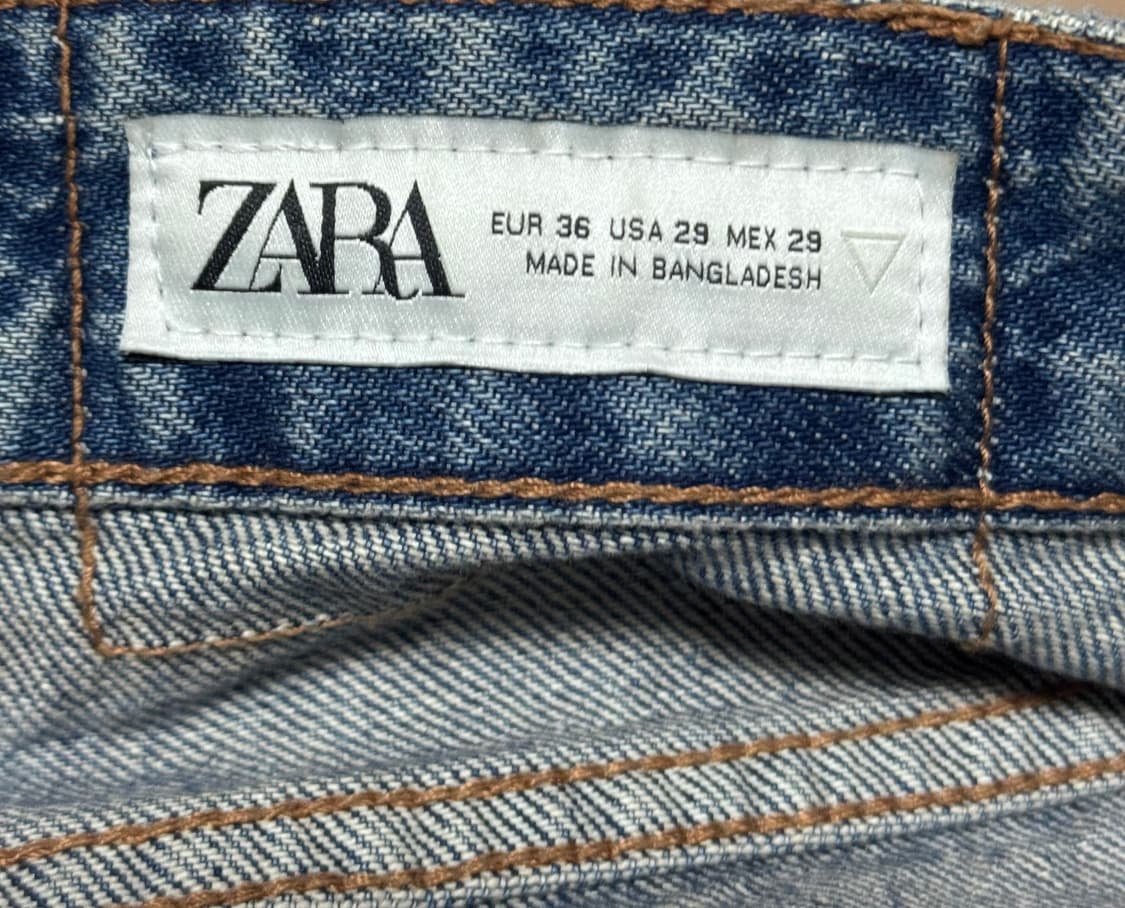 ZARA
EUR 36 USA 29 MEX 29
MADE IN BANGLADESH